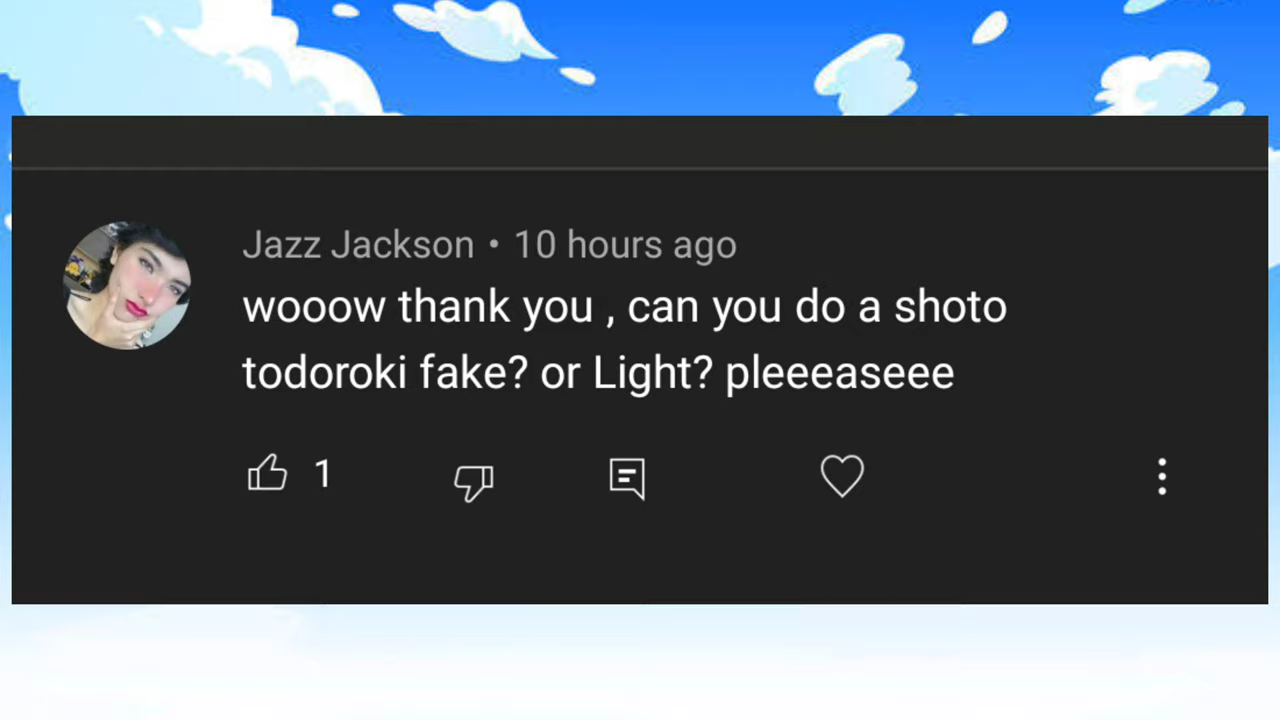 Jazz Jackson • 10 hours ago
wooow thank you , can you do a shoto
todoroki fake? or Light? pleeeaseee
1